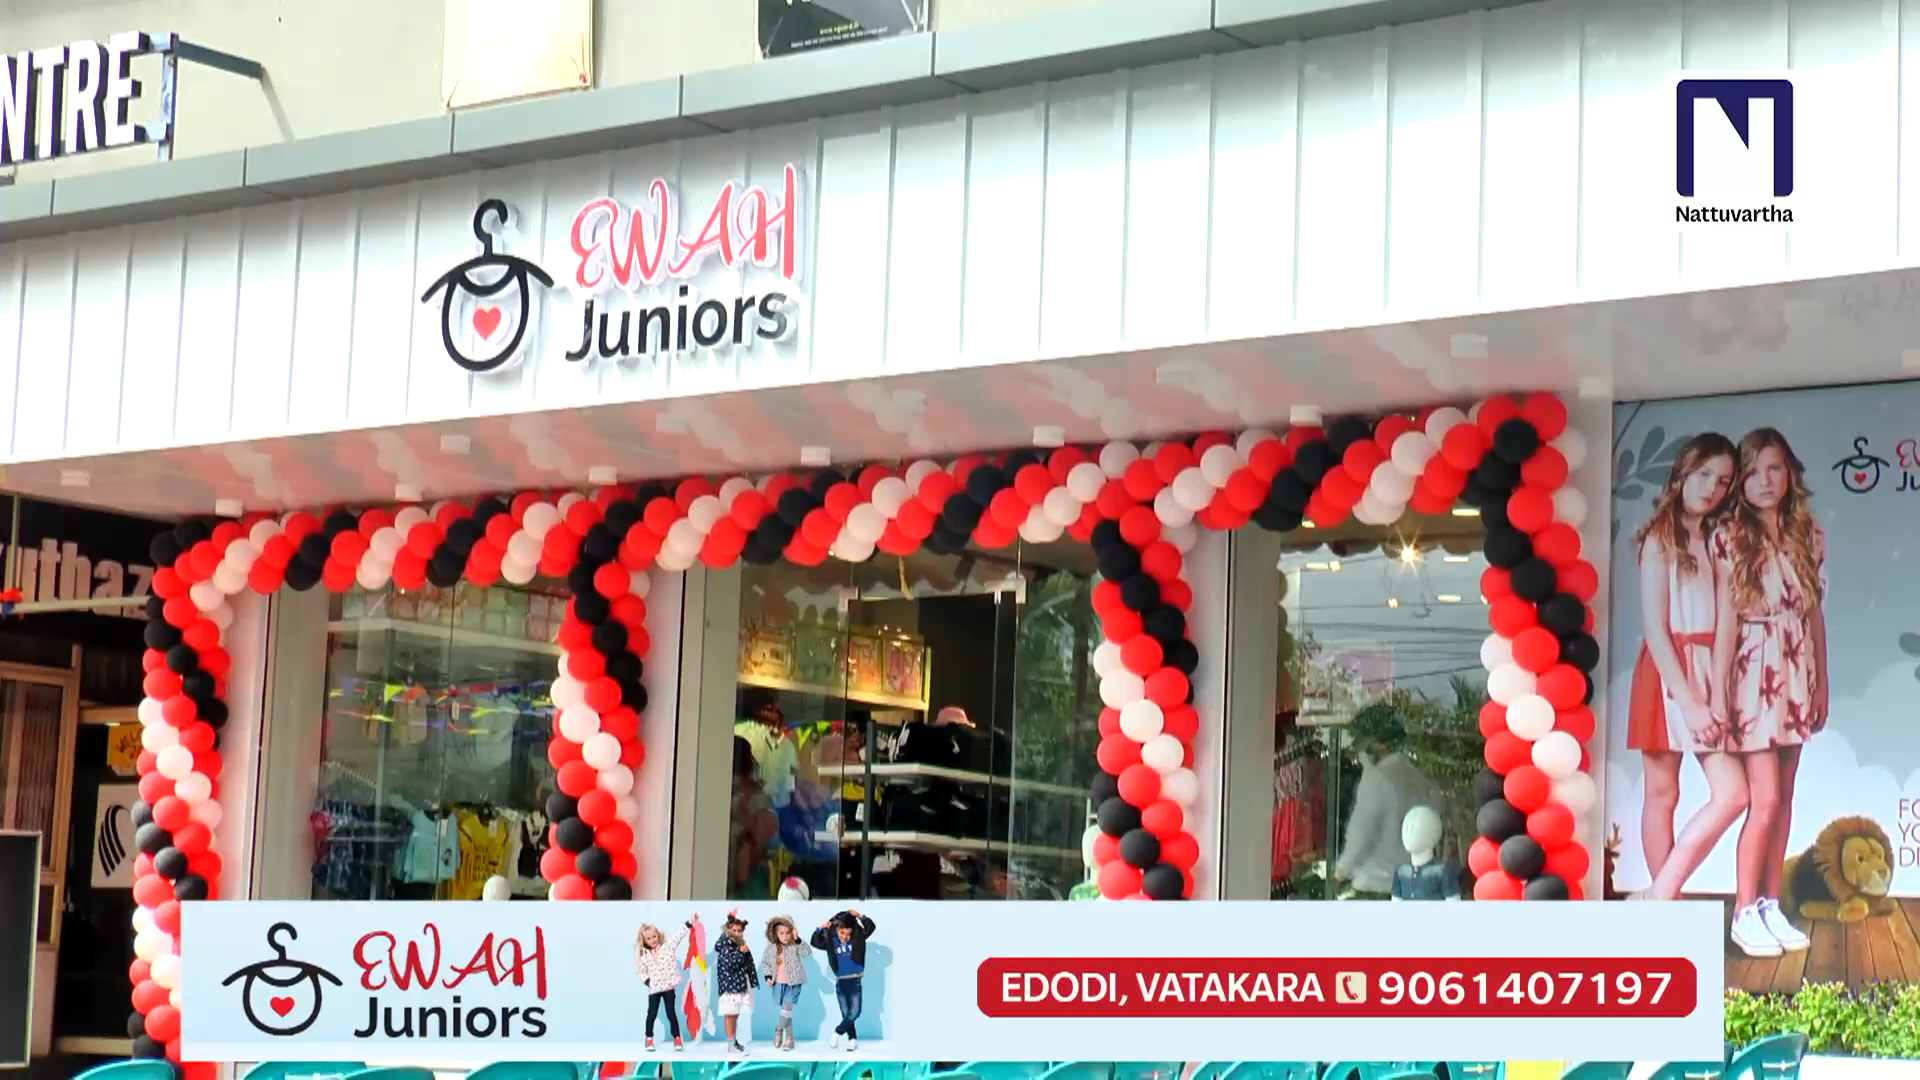 NTRE
Nattuvartha
EWAH
Juniors
EWAH
Juniors
EDODI, VATAKARA 9061407197